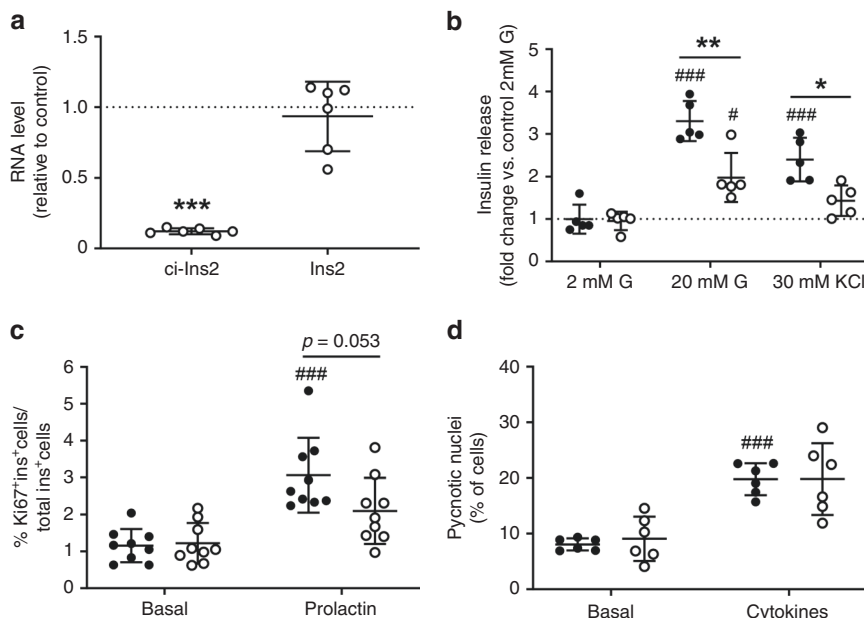 a
RNA level
(relative to control)
1.5
1.0
0.5
0
***
ci-Ins2
Ins2
b
Insulin release
(fold change vs. control 2mM G)
5
4
3
2
1
0
###
**
#
###
*
2 mM G
20 mM G
30 mM KCl
c
% Ki67⁺ins⁺cells/
total ins⁺cells
6
5
4
3
2
1
0
p = 0.053
###
Basal
Prolactin
d
Pycnotic nuclei
(% of cells)
40
30
20
10
0
###
Basal
Cytokines